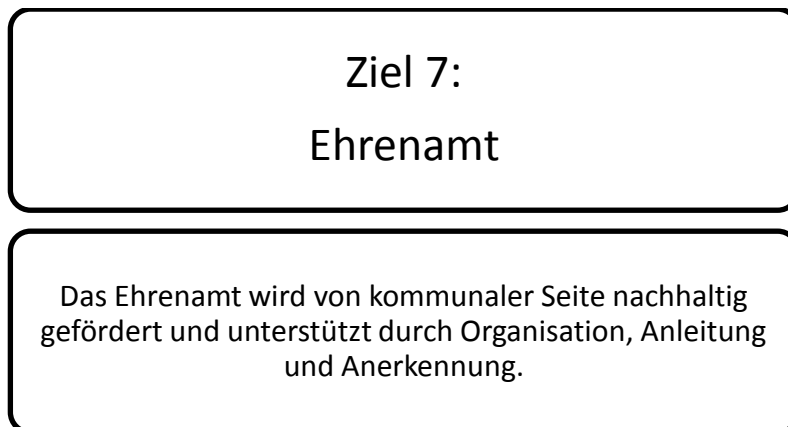 Ziel 7:
Ehrenamt
Das Ehrenamt wird von kommunaler Seite nachhaltig
gefördert und unterstützt durch Organisation, Anleitung
und Anerkennung.